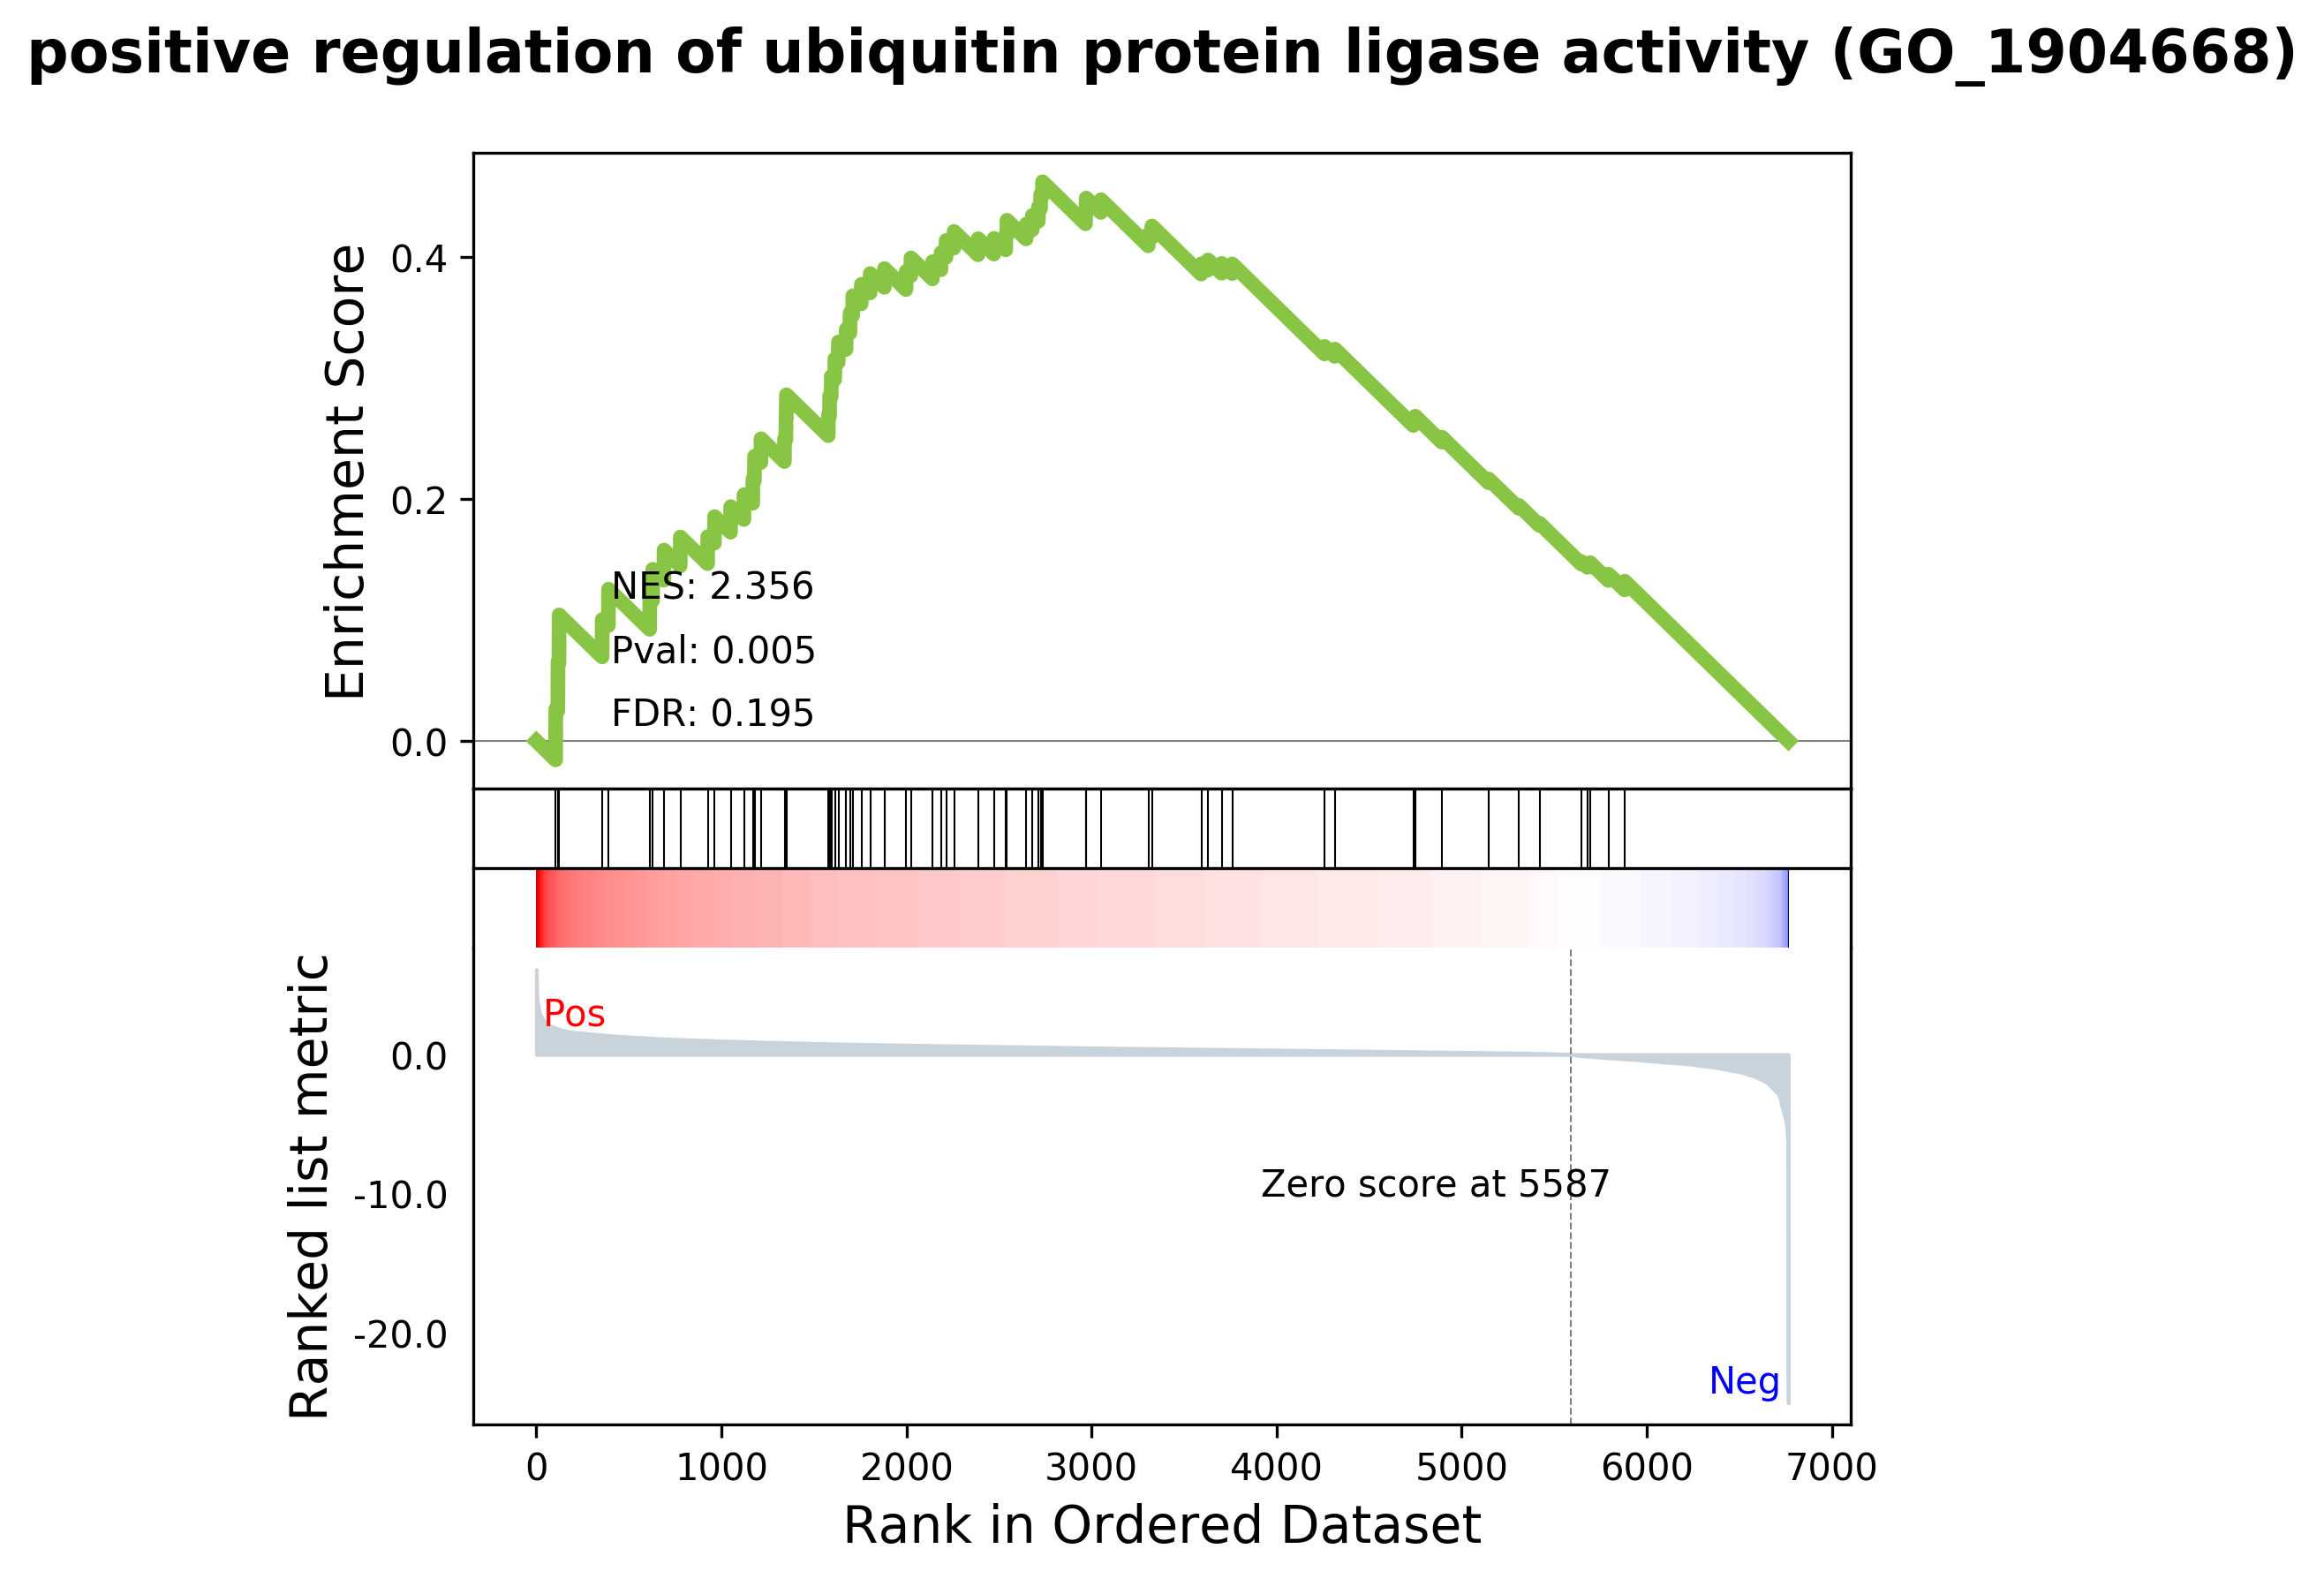 positive regulation of ubiquitin protein ligase activity (GO_1904668)
Enrichment Score
0.4
0.2
0.0
NES: 2.356
Pval: 0.005
FDR: 0.195
Ranked list metric
0.0
-10.0
-20.0
Pos
Zero score at 5587
Neg
0 1000 2000 3000 4000 5000 6000 7000
Rank in Ordered Dataset